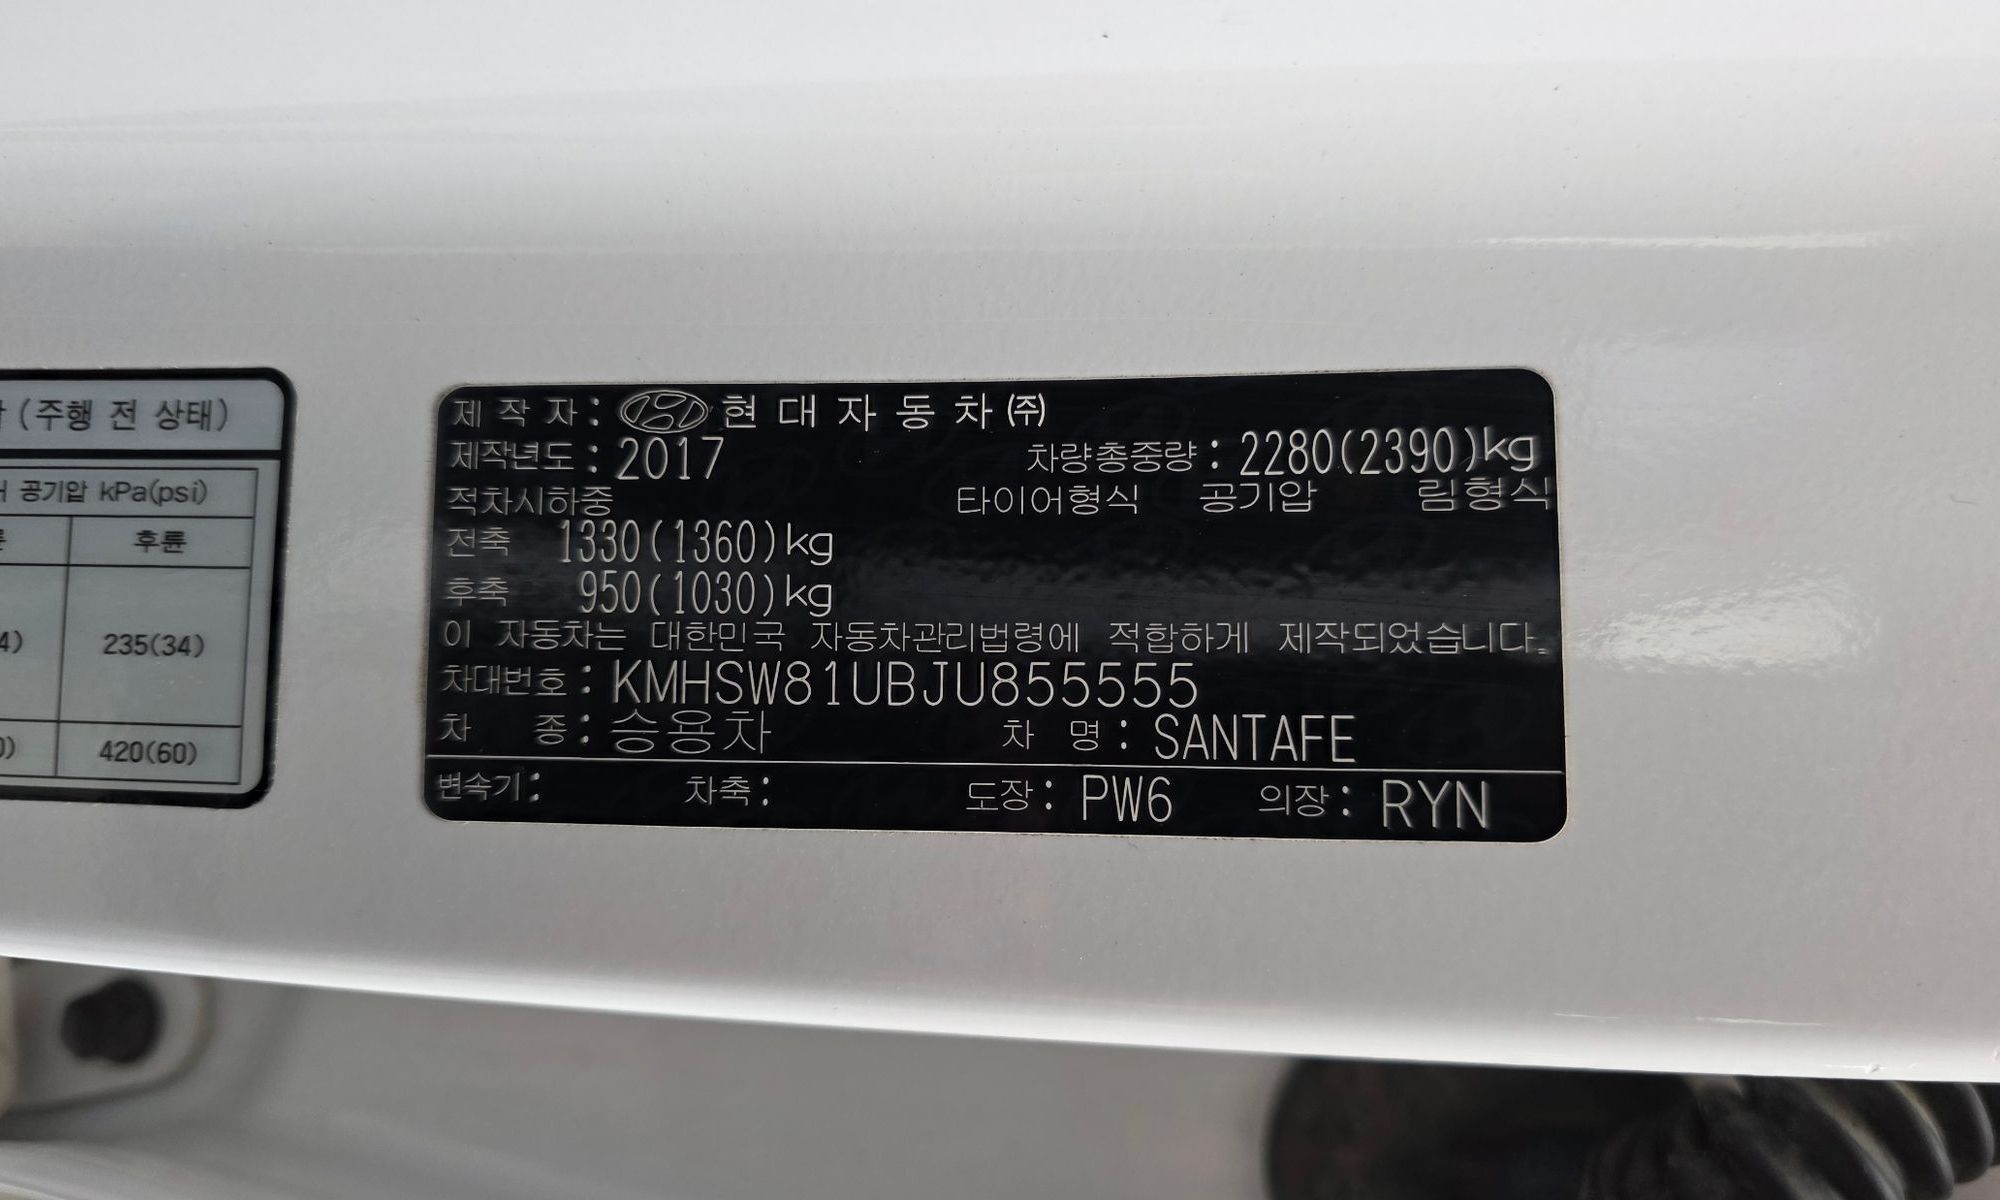 (주행 전 상태)
공기압 kPa(psi)
후륜
4) 235(34)
0) 420(60)
제 작 자 : 현 대 자 동 차 ㈜
제작년도 : 2017 차량총중량 : 2280(2390)kg
적차시하중 타이어형식 공기압 림형식
전축 1330(1360)kg
후축 950(1030)kg
이 자동차는 대한민국 자동차관리법령에 적합하게 제작되었습니다.
차대번호 : KMHSW81UBJU855555
차 종 : 승용차 차 명 : SANTAFE
변속기 : 차축 : 도장 : PW6 의장 : RYN